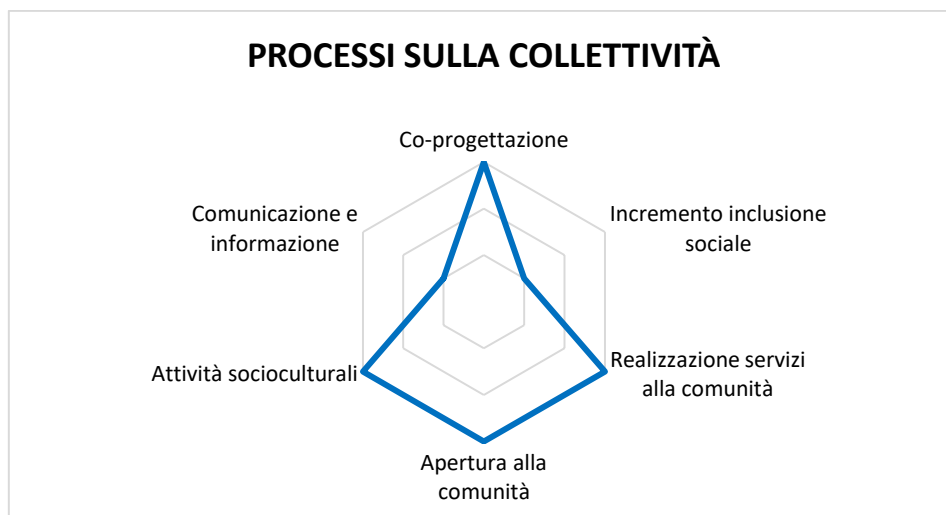 PROCESSI SULLA COLLETTIVITÀ
Co-progettazione
Incremento inclusione
sociale
Realizzazione servizi
alla comunità
Apertura alla
comunità
Attività socioculturali
Comunicazione e
informazione